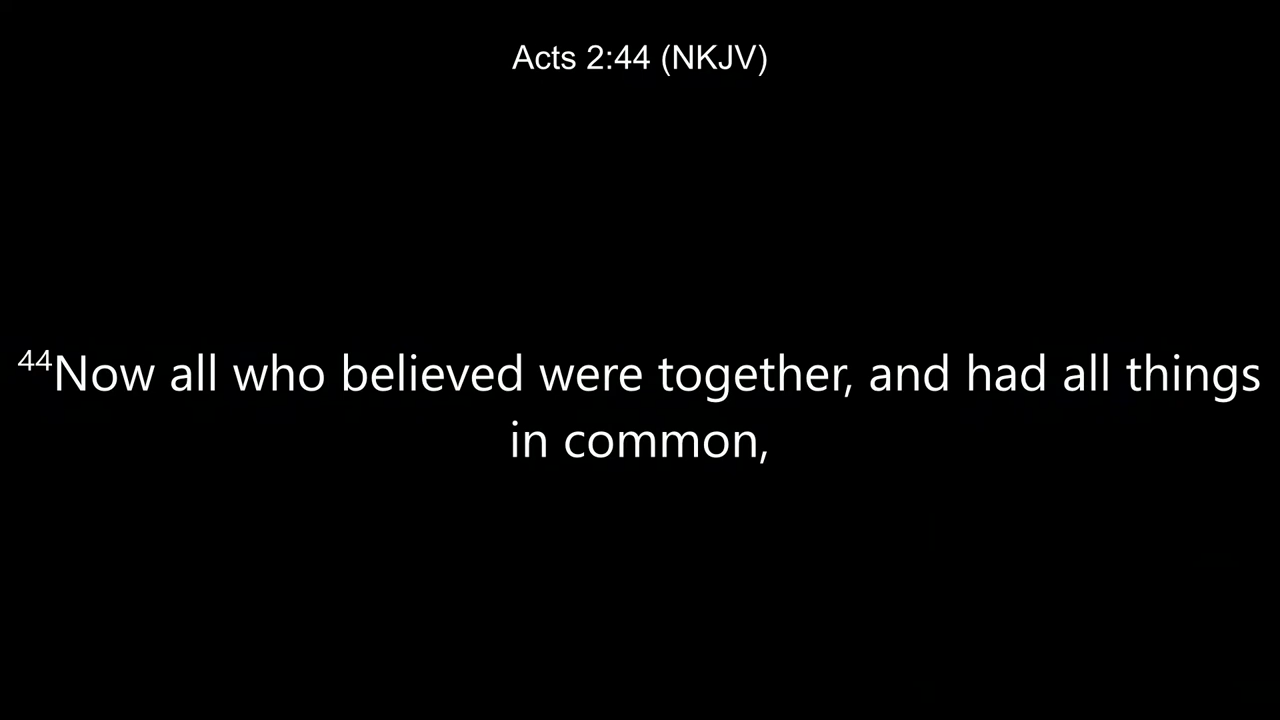 Acts 2:44 (NKJV)
44Now all who believed were together, and had all things
in common,